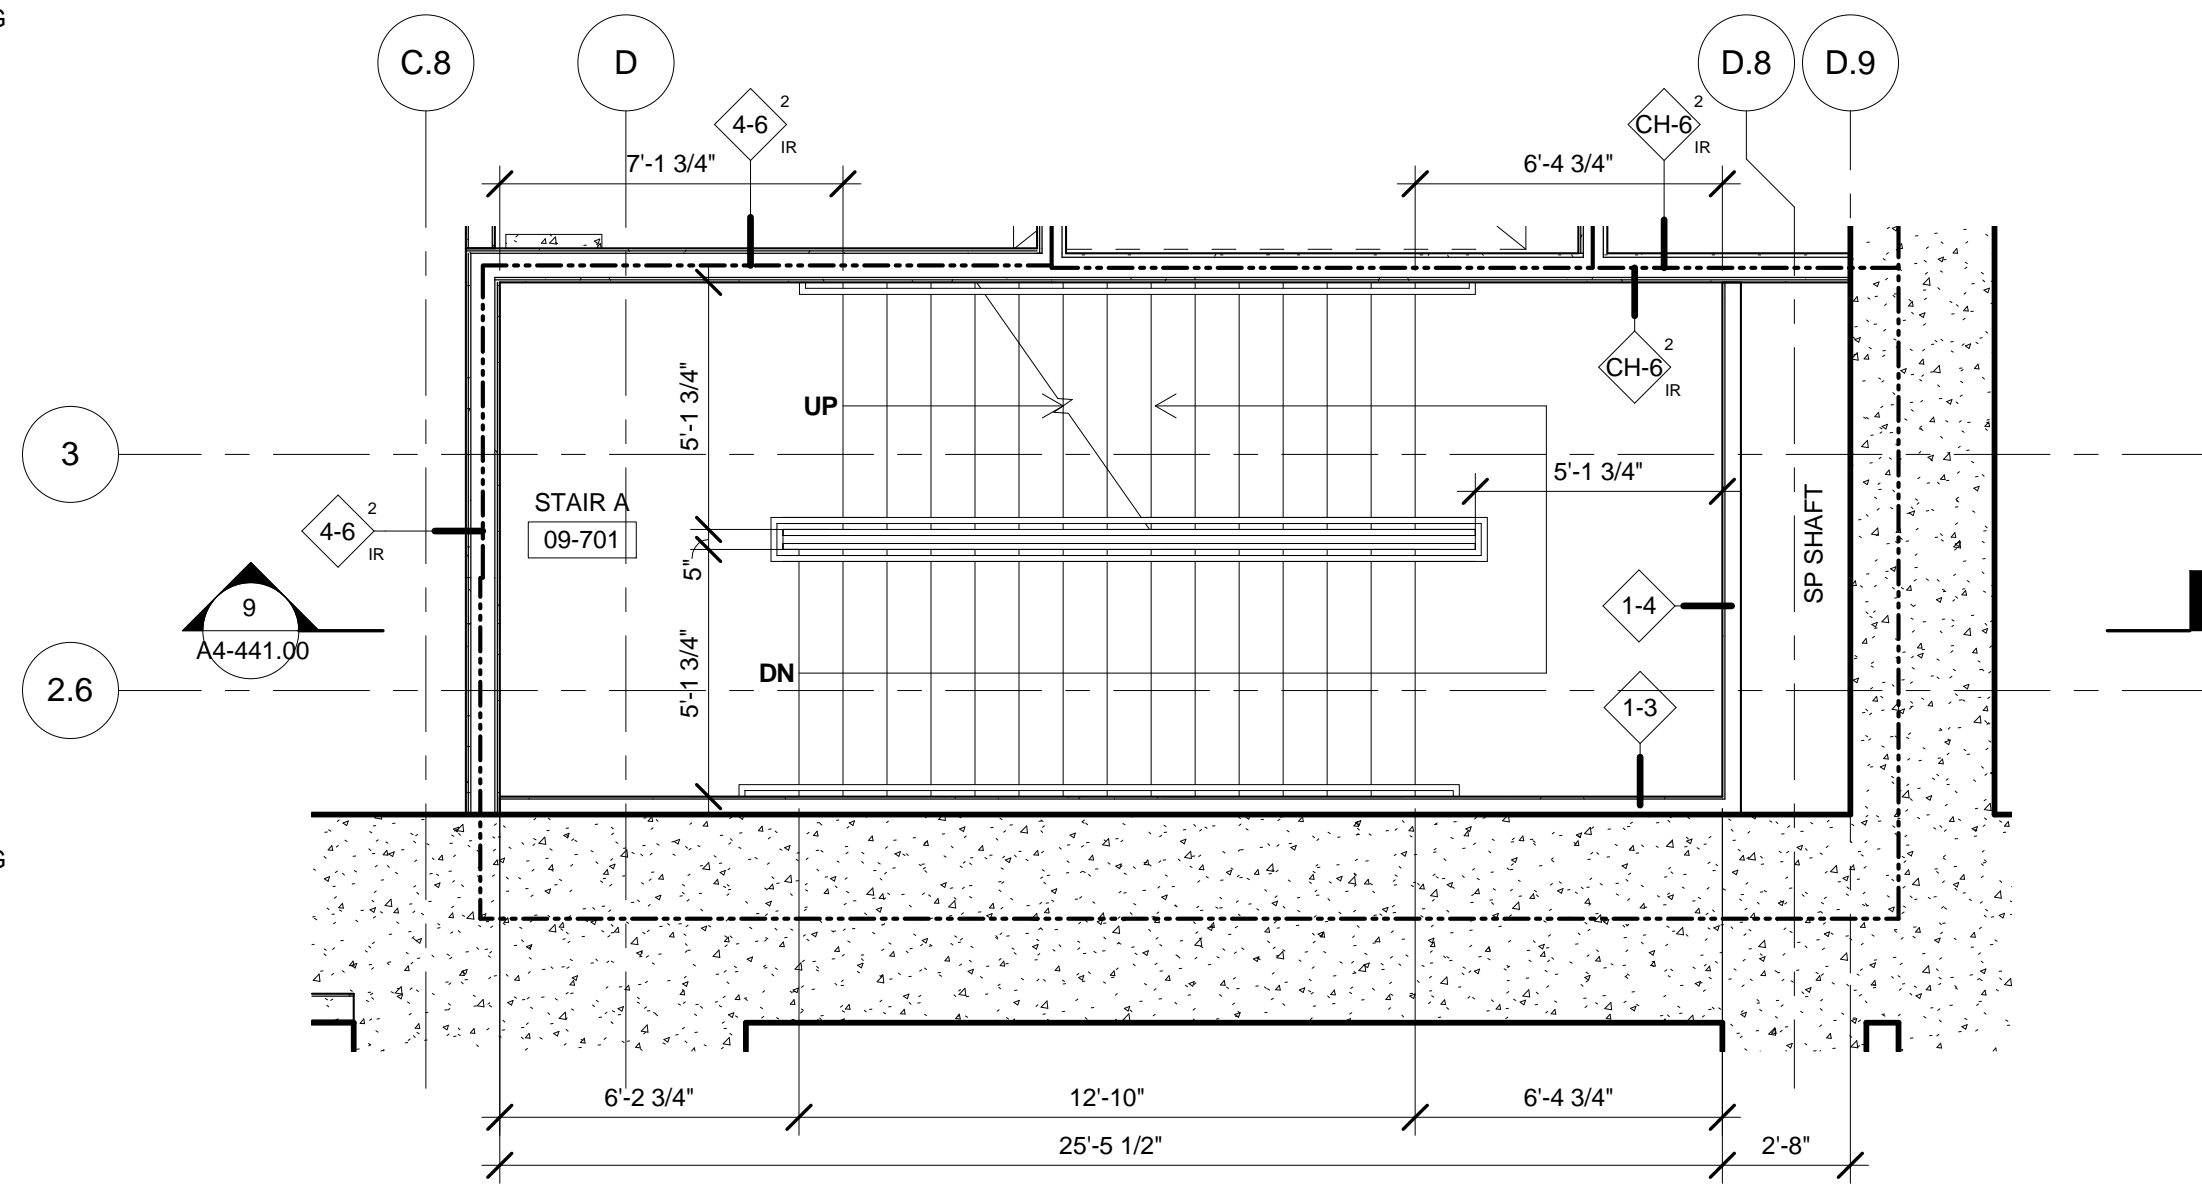 G
C.8
D
D.8
D.9
4-6
2
IR
CH-6
2
IR
7'-1 3/4"
6'-4 3/4"
CH-6
2
IR
5'-1 3/4"
UP
3
5'-1 3/4"
STAIR A
09-701
SP SHAFT
4-6
2
IR
5"
9
A4-441.00
1-4
5'-1 3/4"
DN
2.6
1-3
G
6'-2 3/4"
12'-10"
6'-4 3/4"
25'-5 1/2"
2'-8"